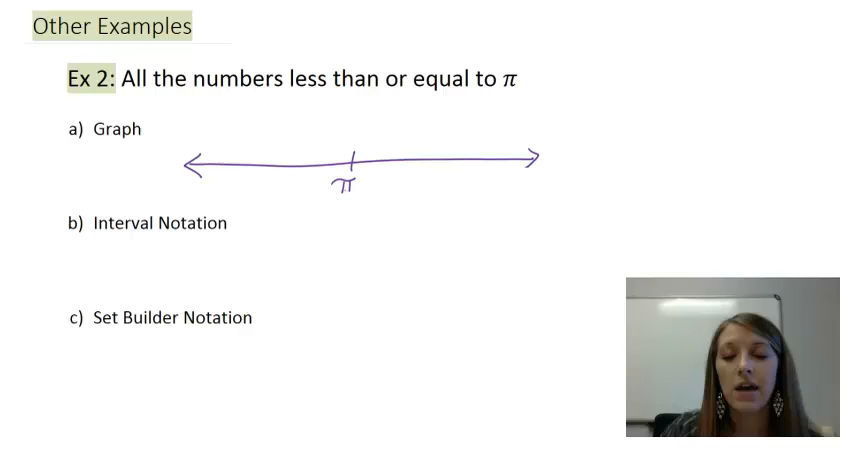 Other Examples
Ex 2: All the numbers less than or equal to π
a) Graph
π
b) Interval Notation
c) Set Builder Notation